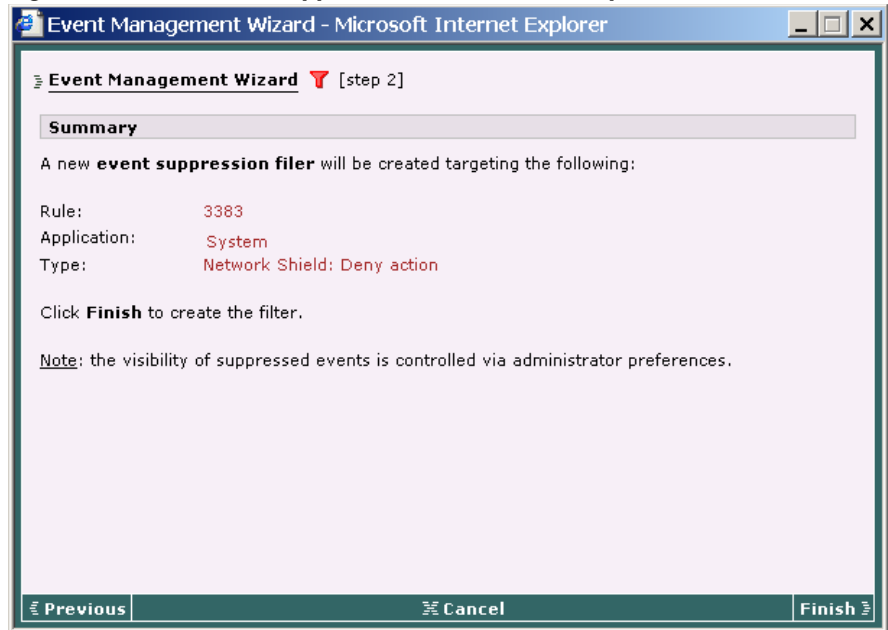 Event Management Wizard - Microsoft Internet Explorer
Event Management Wizard [step 2]
Summary
A new event suppression filer will be created targeting the following:
Rule: 3383
Application: System
Type: Network Shield: Deny action
Click Finish to create the filter.
Note: the visibility of suppressed events is controlled via administrator preferences.
Previous Cancel Finish